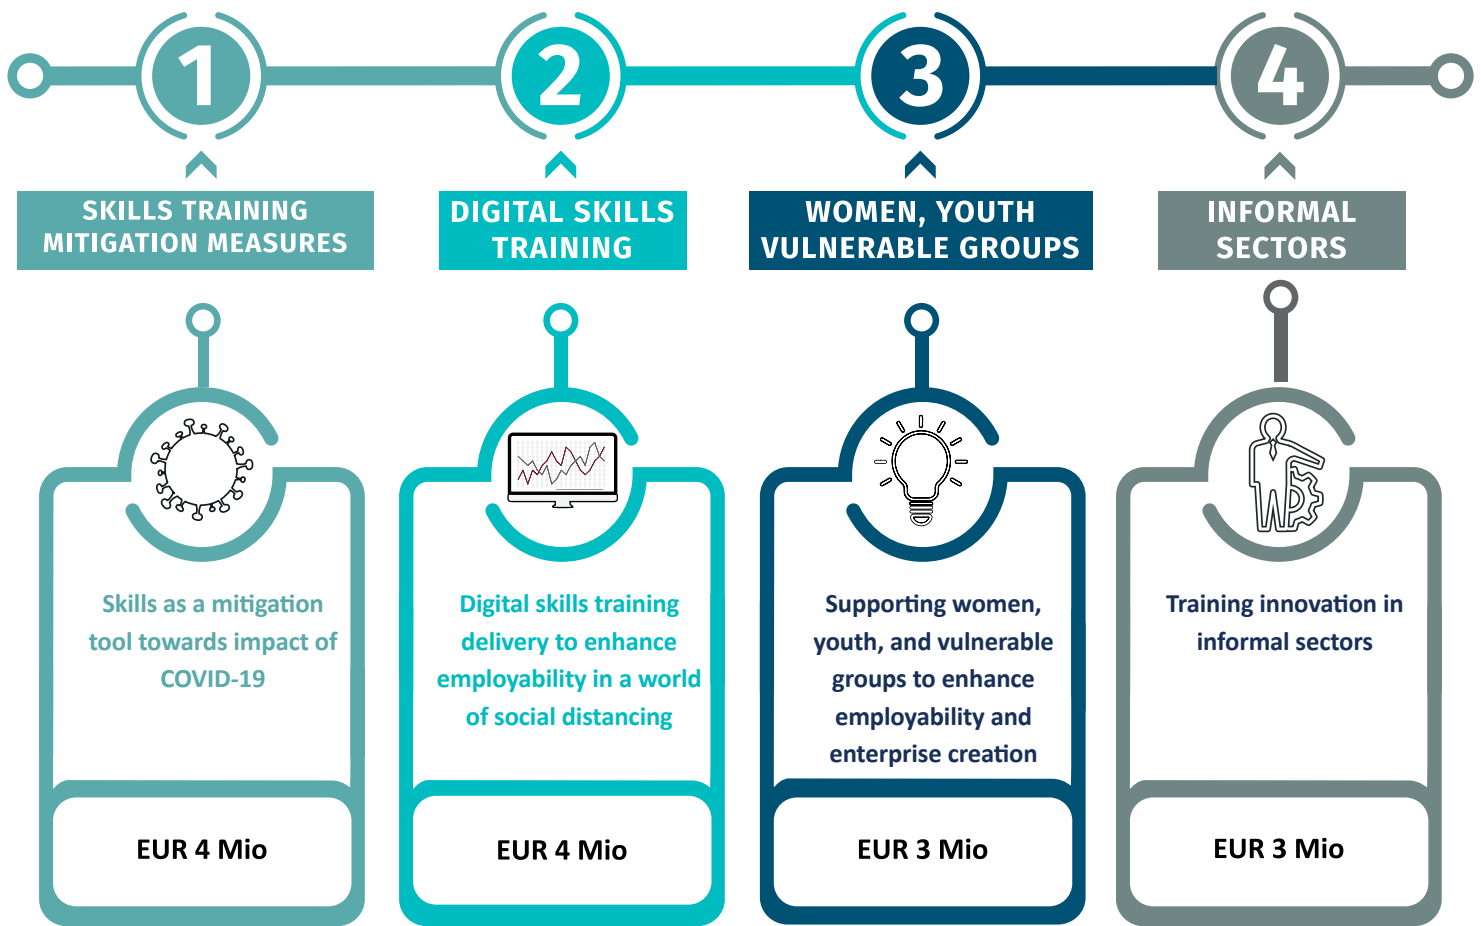 1
2
3
4
SKILLS TRAINING
MITIGATION MEASURES
DIGITAL SKILLS
TRAINING
WOMEN, YOUTH
VULNERABLE GROUPS
INFORMAL
SECTORS
Skills as a mitigation
tool towards impact of
COVID-19
Digital skills training
delivery to enhance
employability in a world
of social distancing
Supporting women,
youth, and vulnerable
groups to enhance
employability and
enterprise creation
Training innovation in
informal sectors
EUR 4 Mio
EUR 4 Mio
EUR 3 Mio
EUR 3 Mio